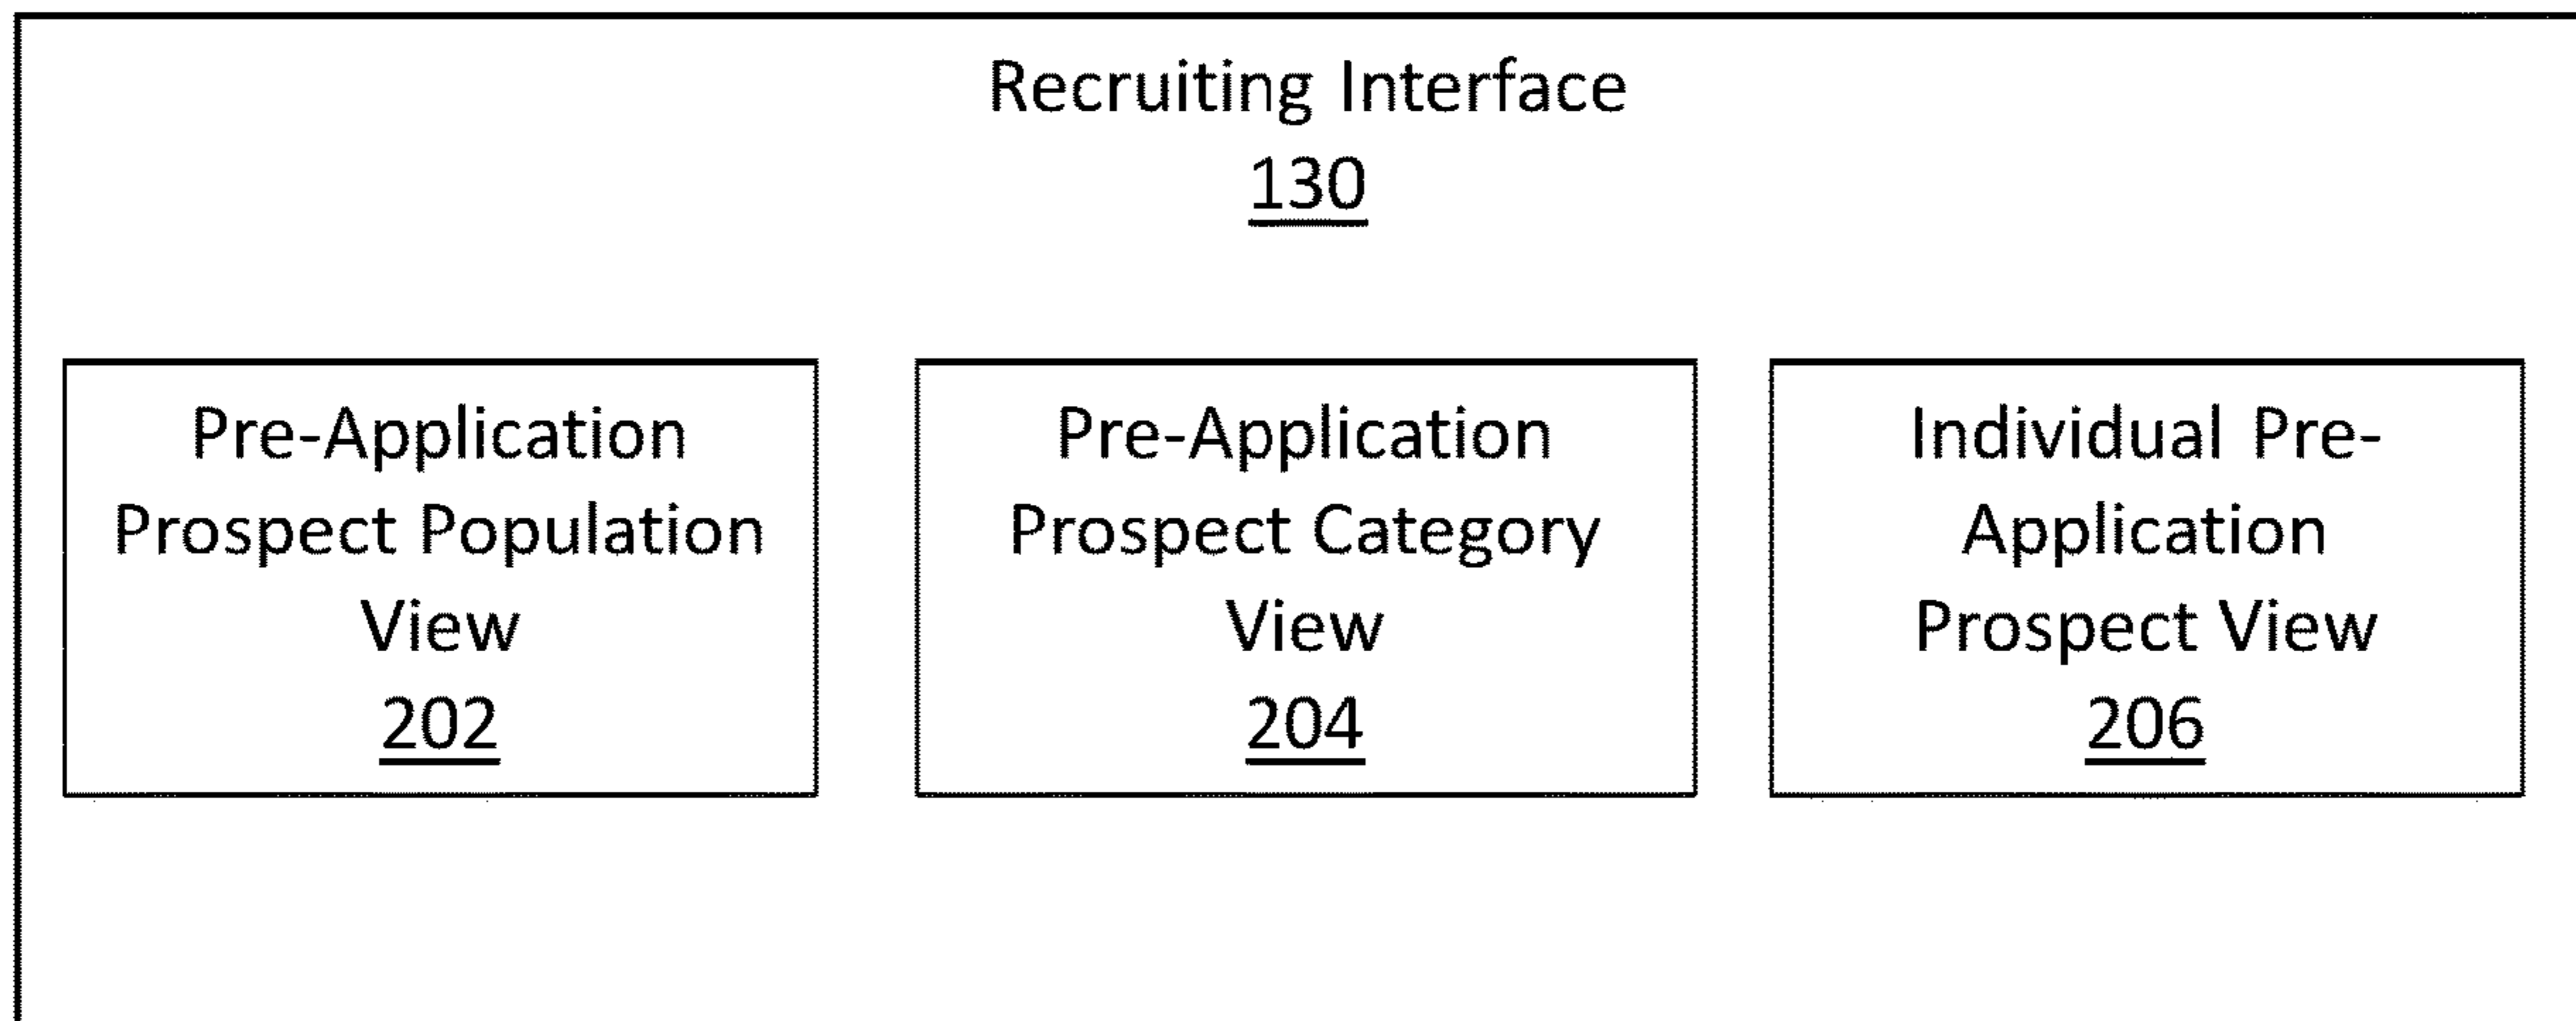 Recruiting Interface
130
Pre-Application
Prospect Population
View
202
Pre-Application
Prospect Category
View
204
Individual Pre-
Application
Prospect View
206